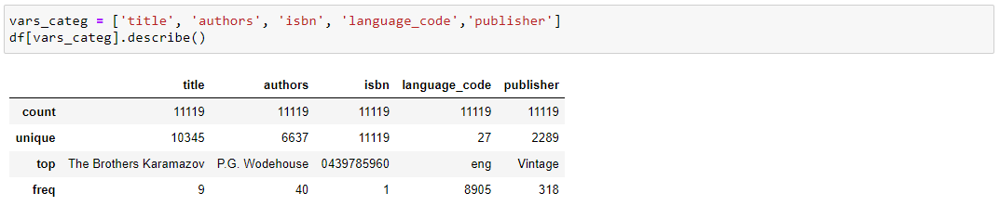 vars_categ = ['title', 'authors', 'isbn', 'language_code','publisher']
df[vars_categ].describe()
title authors isbn language_code publisher
count 11119 11119 11119 11119 11119
unique 10345 6637 11119 27 2289
top The Brothers Karamazov P.G. Wodehouse 0439785960 eng Vintage
freq 9 40 1 8905 318